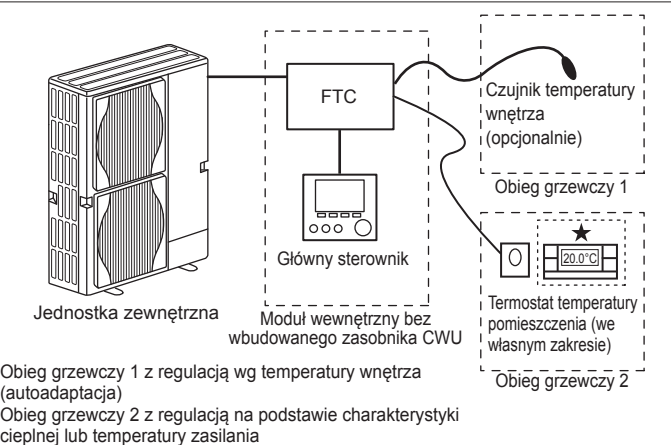 FTC
Czujnik temperatury
wnętrza
(opcjonalnie)
Obieg grzewczy 1
Główny sterownik
20.0°C
Jednostka zewnętrzna
Moduł wewnętrzny bez
wbudowanego zasobnika CWU
Termostat temperatury
pomieszczenia (we
własnym zakresie)
Obieg grzewczy 2
Obieg grzewczy 1 z regulacją wg temperatury wnętrza
(autoadaptacja)
Obieg grzewczy 2 z regulacją na podstawie charakterystyki
cieplnej lub temperatury zasilania